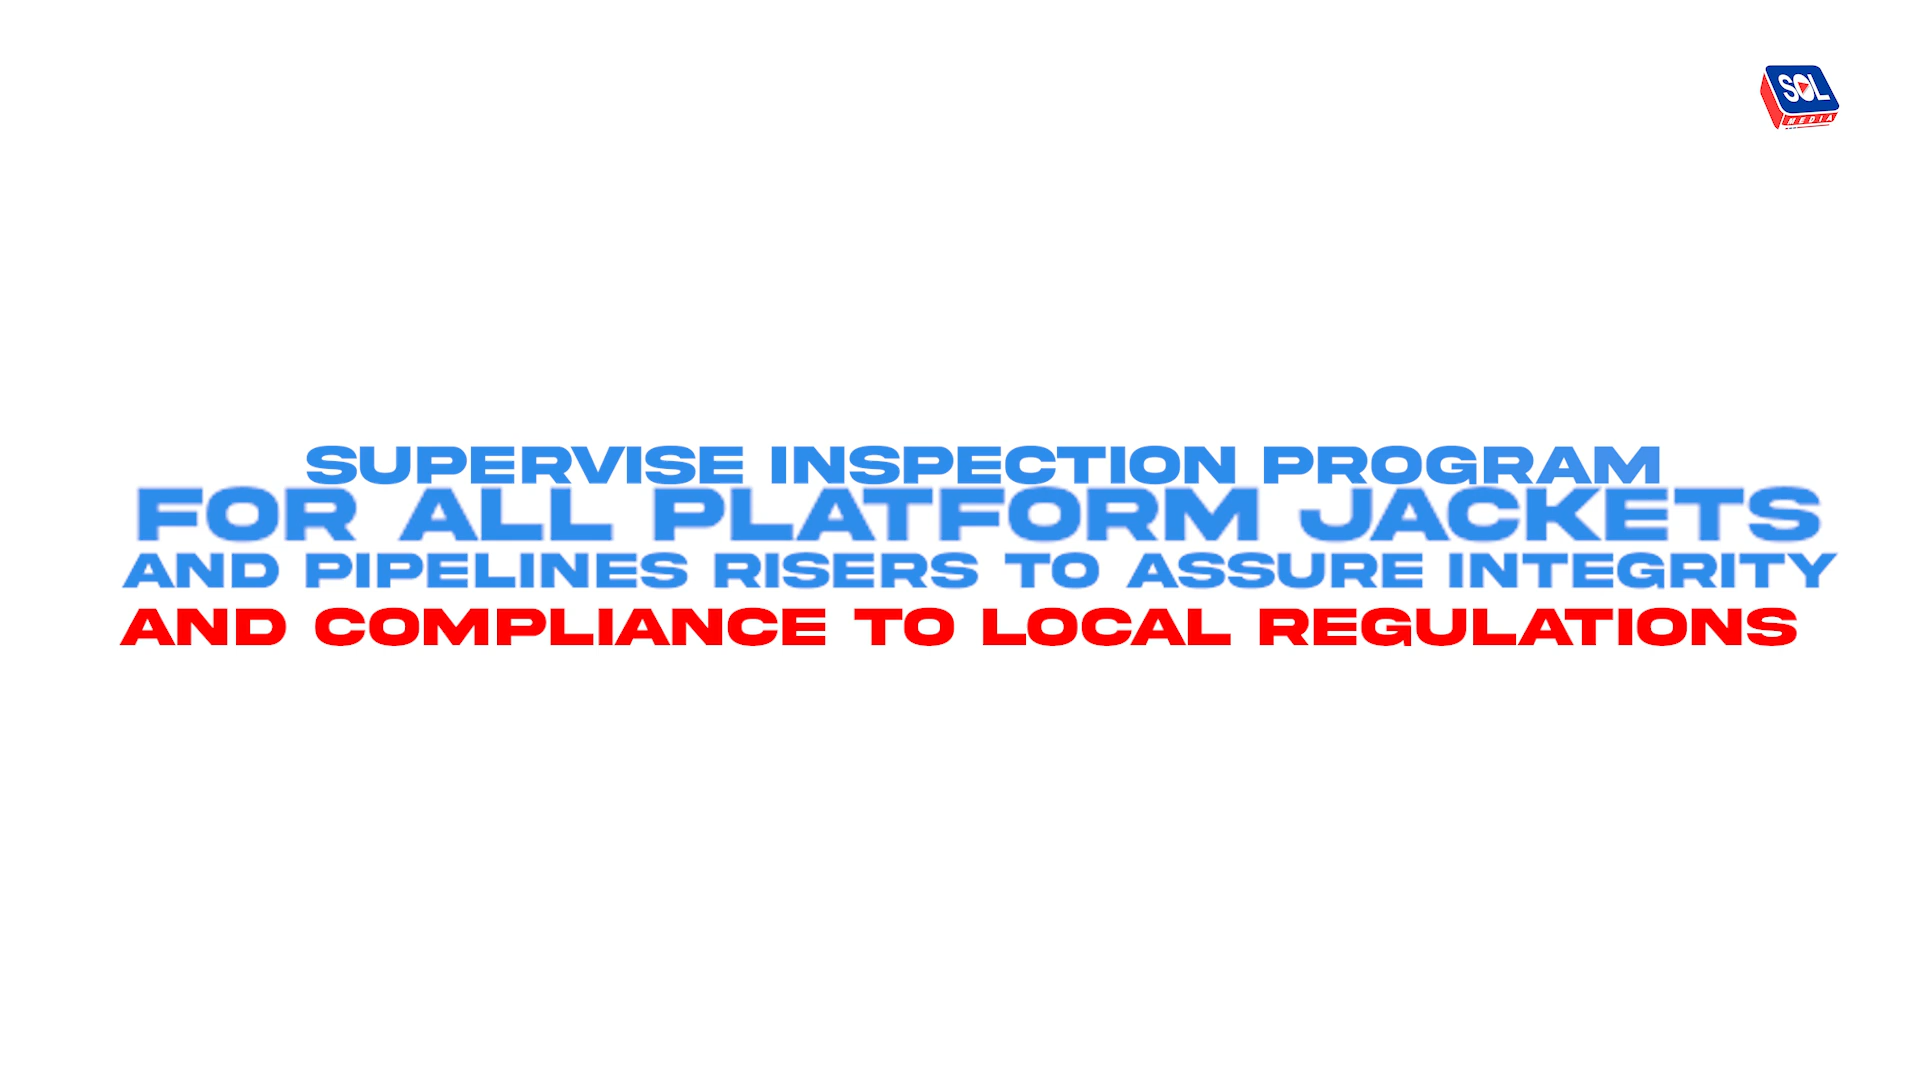 SOL
MEDIA
SUPERVISE INSPECTION PROGRAM
FOR ALL PLATFORM JACKETS
AND PIPELINES RISERS TO ASSURE INTEGRITY
AND COMPLIANCE TO LOCAL REGULATIONS